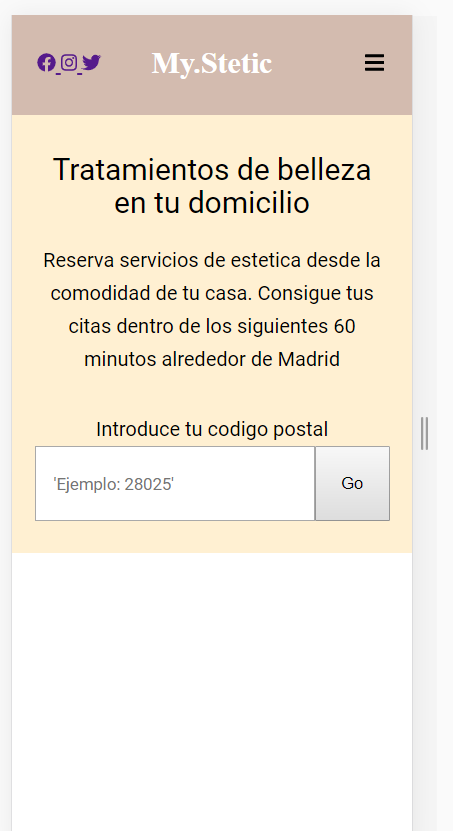 My.Stetic
Tratamientos de belleza
en tu domicilio
Reserva servicios de estetica desde la
comodidad de tu casa. Consigue tus
citas dentro de los siguientes 60
minutos alrededor de Madrid
Introduce tu codigo postal
'Ejemplo: 28025'
Go